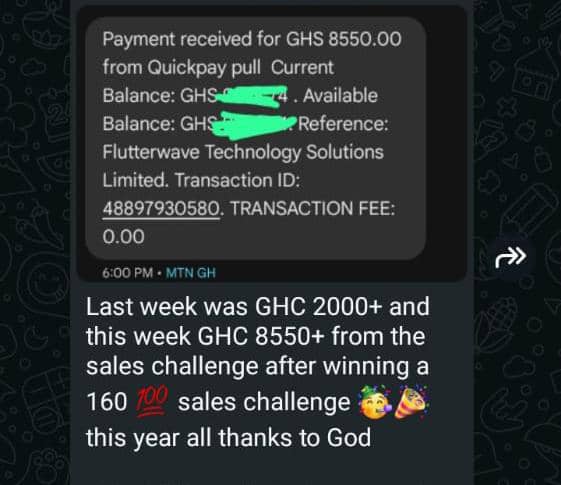 Payment received for GHS 8550.00
from Quickpay pull Current
Balance: GHS 4 . Available
Balance: GHS . Reference:
Flutterwave Technology Solutions
Limited. Transaction ID:
48897930580. TRANSACTION FEE:
0.00
6:00 PM • MTN GH
Last week was GHC 2000+ and
this week GHC 8550+ from the
sales challenge after winning a
160 💯 sales challenge 🥳🎉
this year all thanks to God